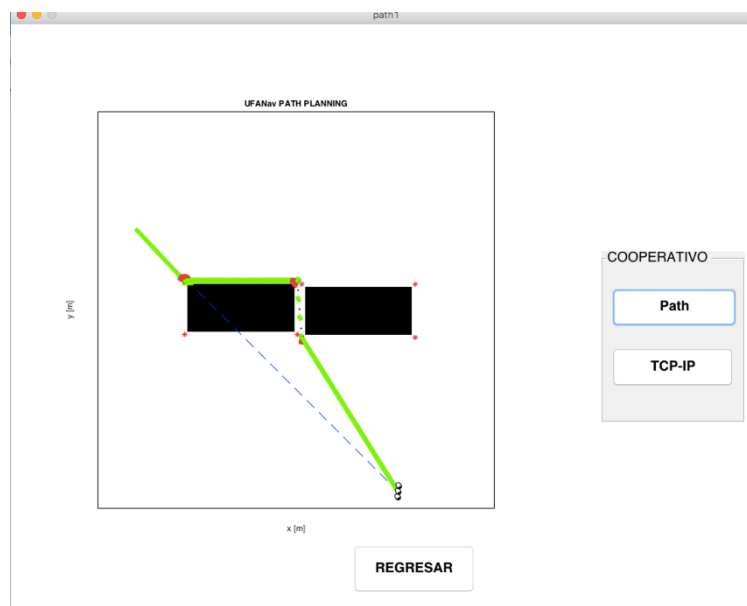 path1
UFANav PATH PLANNING
y [m]
x [m]
COOPERATIVO
Path
TCP-IP
REGRESAR